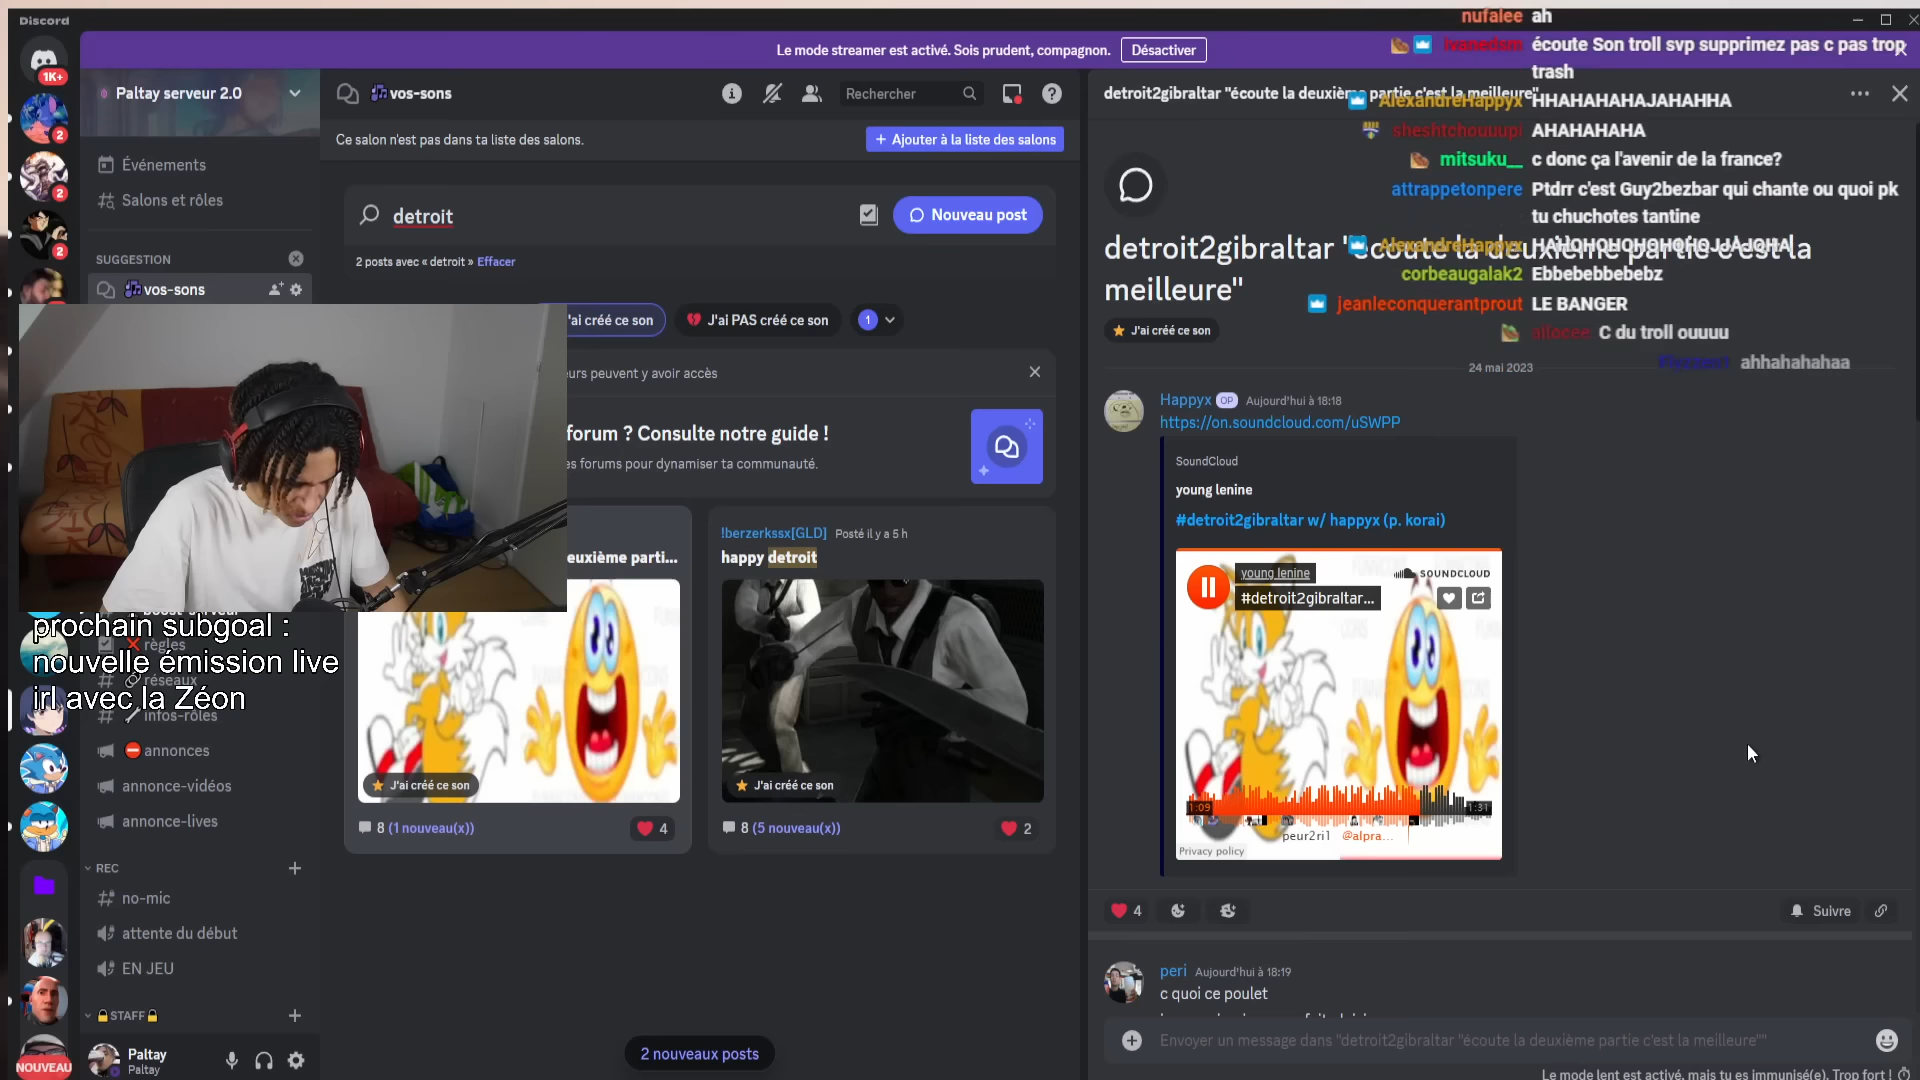 Discord
Le mode streamer est activé. Sois prudent, compagnon.
Désactiver
nufalee ah
écoute Son troll svp supprimez pas c pas trop
trash
AlexandreHappyx HHAHAHAHAJAHAHHA
sheshtchouuupi AHAHAHAHA
mitsuku__ c donc ça l'avenir de la france?
attrappetonpere Ptdrr c'est Guy2bezbar qui chante ou quoi pk
tu chuchotes tantine
AlexandreHappyx
corbeaugalak2 Ebbebebbebebz
jeanleconquerantprout LE BANGER
ailocee C du troll ouuuu
ahhahahahaa
1K+
2
2
2
NOUVEAU
Paltay serveur 2.0
Événements
Salons et rôles
SUGGESTION
vos-sons
prochain subgoal :
nouvelle émission live
irl avec la Zéon
règles
réseaux
infos-rôles
annonces
annonce-vidéos
annonce-lives
REC
no-mic
attente du début
EN JEU
STAFF
Paltay
Paltay
vos-sons
Rechercher
Ce salon n'est pas dans ta liste des salons.
+ Ajouter à la liste des salons
detroit
Nouveau post
2 posts avec « detroit » Effacer
'ai créé ce son
J'ai PAS créé ce son
1
eurs peuvent y avoir accès
forum ? Consulte notre guide !
es forums pour dynamiser ta communauté.
euxième parti...
J'ai créé ce son
8 (1 nouveau(x))
4
!berzerkssx[GLD] Posté il y a 5 h
happy detroit
J'ai créé ce son
8 (5 nouveau(x))
2
2 nouveaux posts
detroit2gibraltar "écoute la deuxième partie c'est la meilleure"
detroit2gibraltar "écoute la deuxième partie c'est la
meilleure"
J'ai créé ce son
24 mai 2023
Happyx OP Aujourd'hui à 18:18
https://on.soundcloud.com/uSWPP
SoundCloud
young lenine
#detroit2gibraltar w/ happyx (p. korai)
young lenine
SOUNDCLOUD
#detroit2gibraltar...
1:09
1:31
peur2ri1 @alpra...
Privacy policy
4
Suivre
peri Aujourd'hui à 18:19
c quoi ce poulet
Envoyer un message dans "detroit2gibraltar "écoute la deuxième partie c'est la meilleure""
Le mode lent est activé, mais tu es immunisé(e). Trop fort !